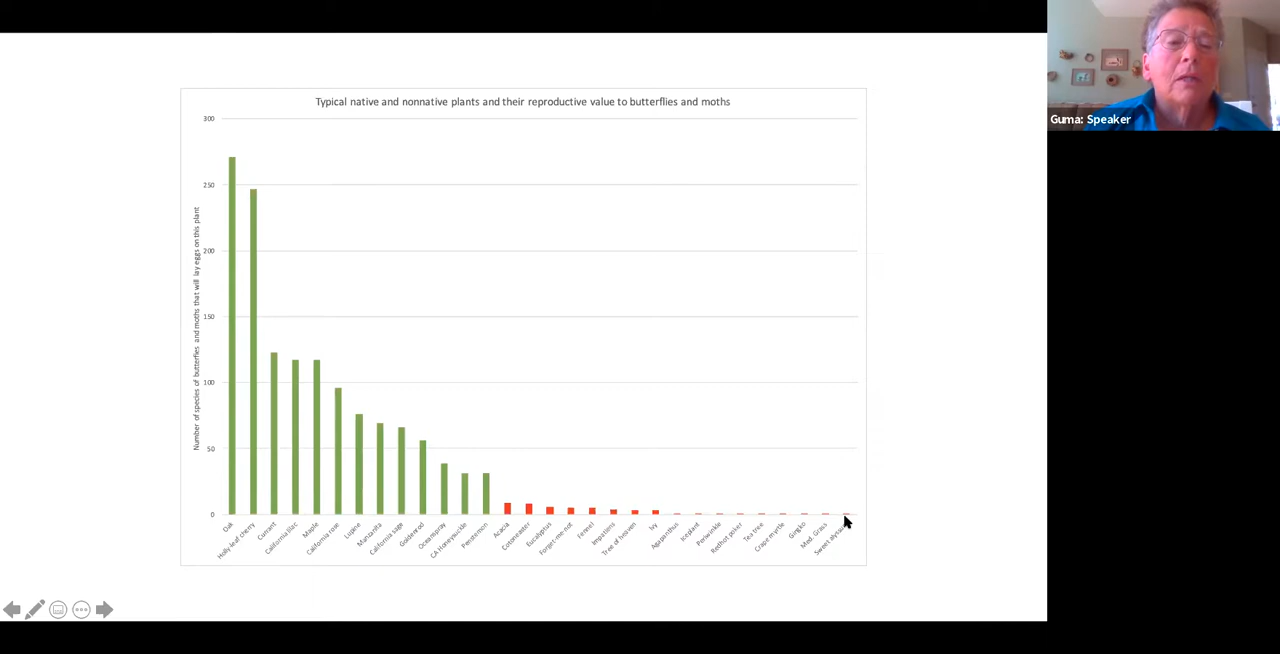 Typical native and nonnative plants and their reproductive value to butterflies and moths
Number of species of butterflies and moths that will lay eggs on this plant
300
250
200
150
100
50
0
Oak
Holly-leaf cherry
Currant
California lilac
Maple
California rose
Lupine
Manzanita
California sage
Goldenrod
Oceanspray
CA Honeysuckle
Penstemon
Acacia
Cotoneaster
Eucalyptus
Forget-me-not
Fennel
Impatiens
Tree of heaven
Ivy
Agapanthus
Iceplant
Periwinkle
Redhot poker
Tea tree
Crape myrtle
Gingko
Med. Grass
Sweet alyssum
Guma: Speaker